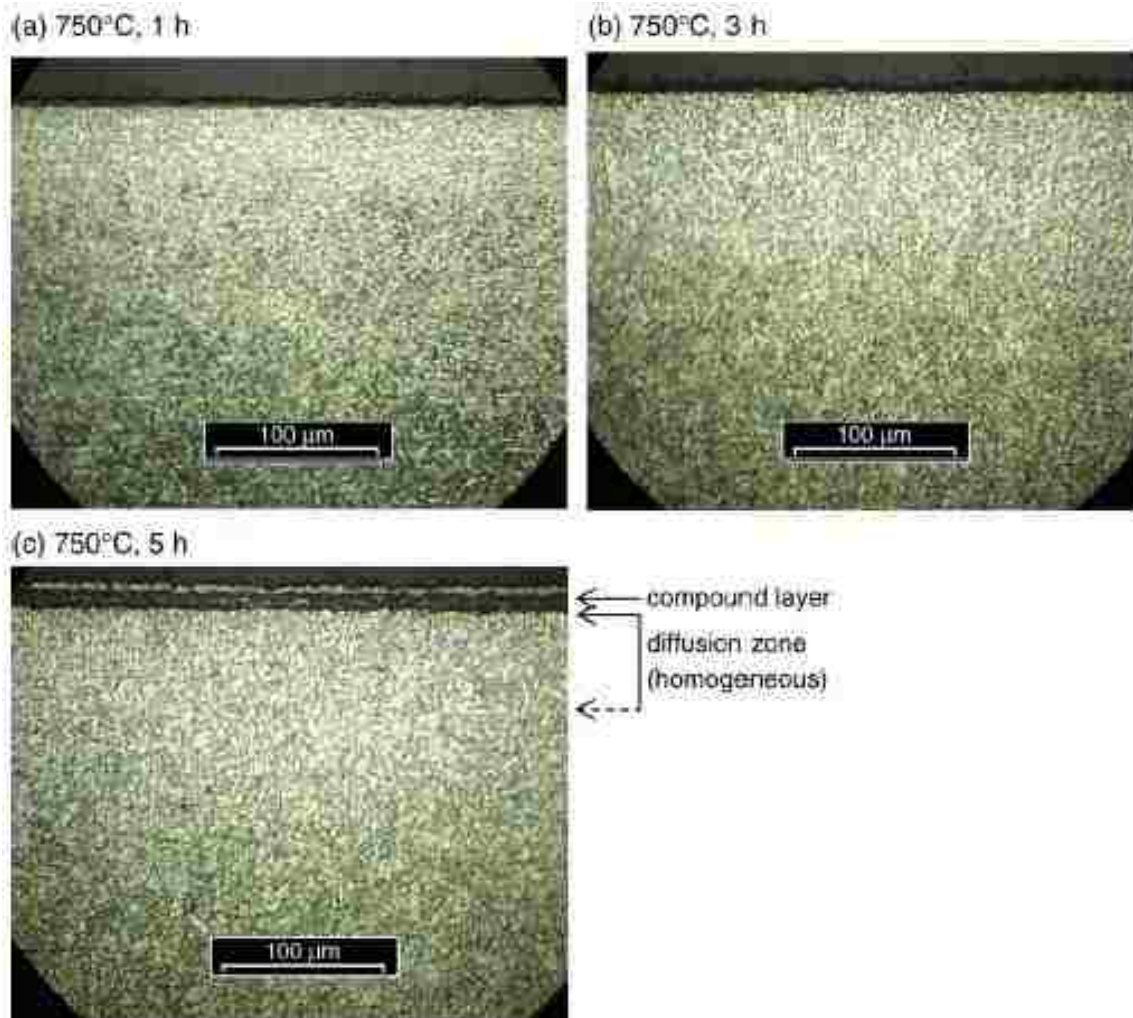 (a) 750°C, 1 h
(b) 750°C, 3 h
100 μm
100 μm
(c) 750°C, 5 h
compound layer
diffusion zone
(homogeneous)
100 μm